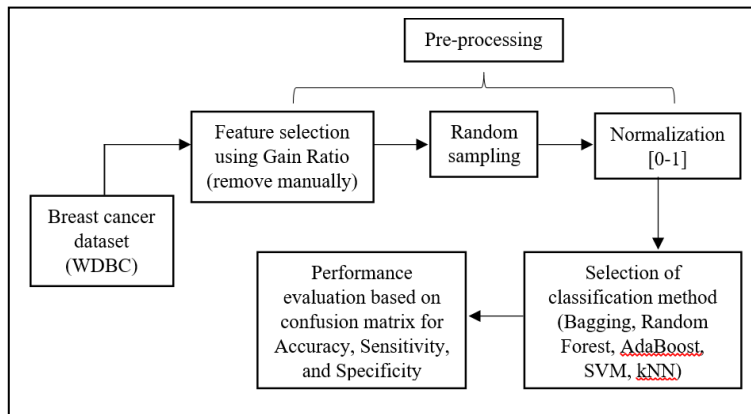 Pre-processing
Feature selection
using Gain Ratio
(remove manually)
Random
sampling
Normalization
[0-1]
Breast cancer
dataset
(WDBC)
Performance
evaluation based on
confusion matrix for
Accuracy, Sensitivity,
and Specificity
Selection of
classification method
(Bagging, Random
Forest, AdaBoost,
SVM, kNN)